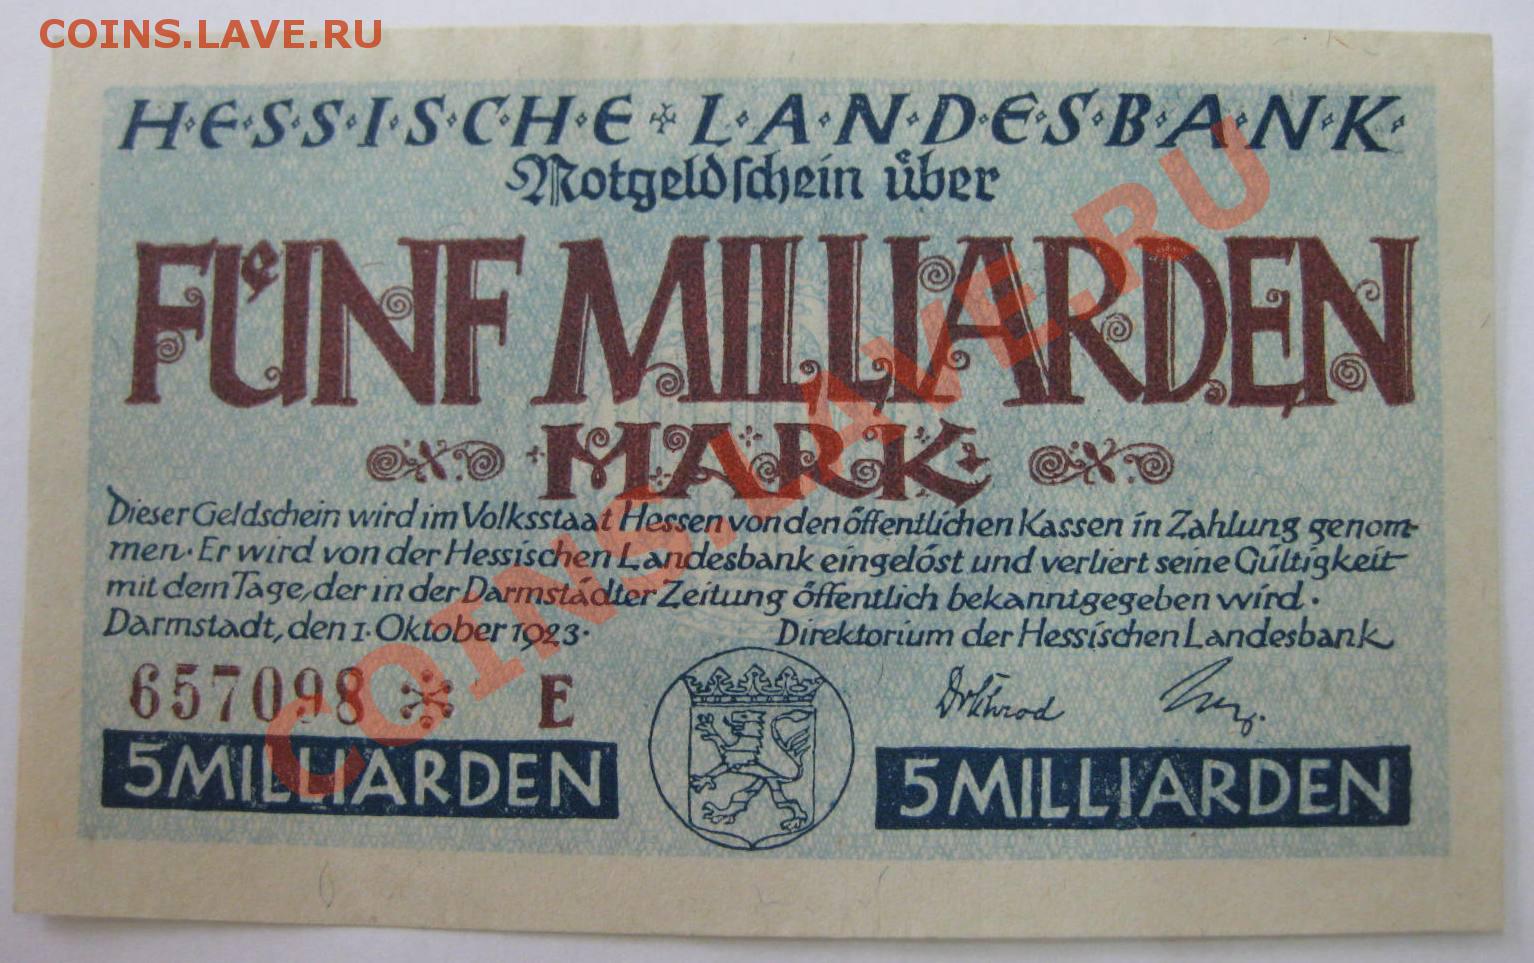 COINS.LAVE.RU
H·E·S·S·I·S·C·H·E L·A·N·D·E·S·B·A·N·K·
Notgeldschein über
FÜNF MILLIARDEN
MARK
Dieser Geldschein wird im Volksstaat Hessen von den öffentlichen Kassen in Zahlung genom-
men· Er wird von der Hessischen Landesbank eingelöst und verliert seine Gültigkeit
mit dem Tage, der in der Darmstädter Zeitung öffentlich bekanntgegeben wird·
Darmstadt, den 1· Oktober 1923· Direktorium der Hessischen Landesbank
657098 * E
5 MILLIARDEN 5 MILLIARDEN
COINS.LAVE.RU